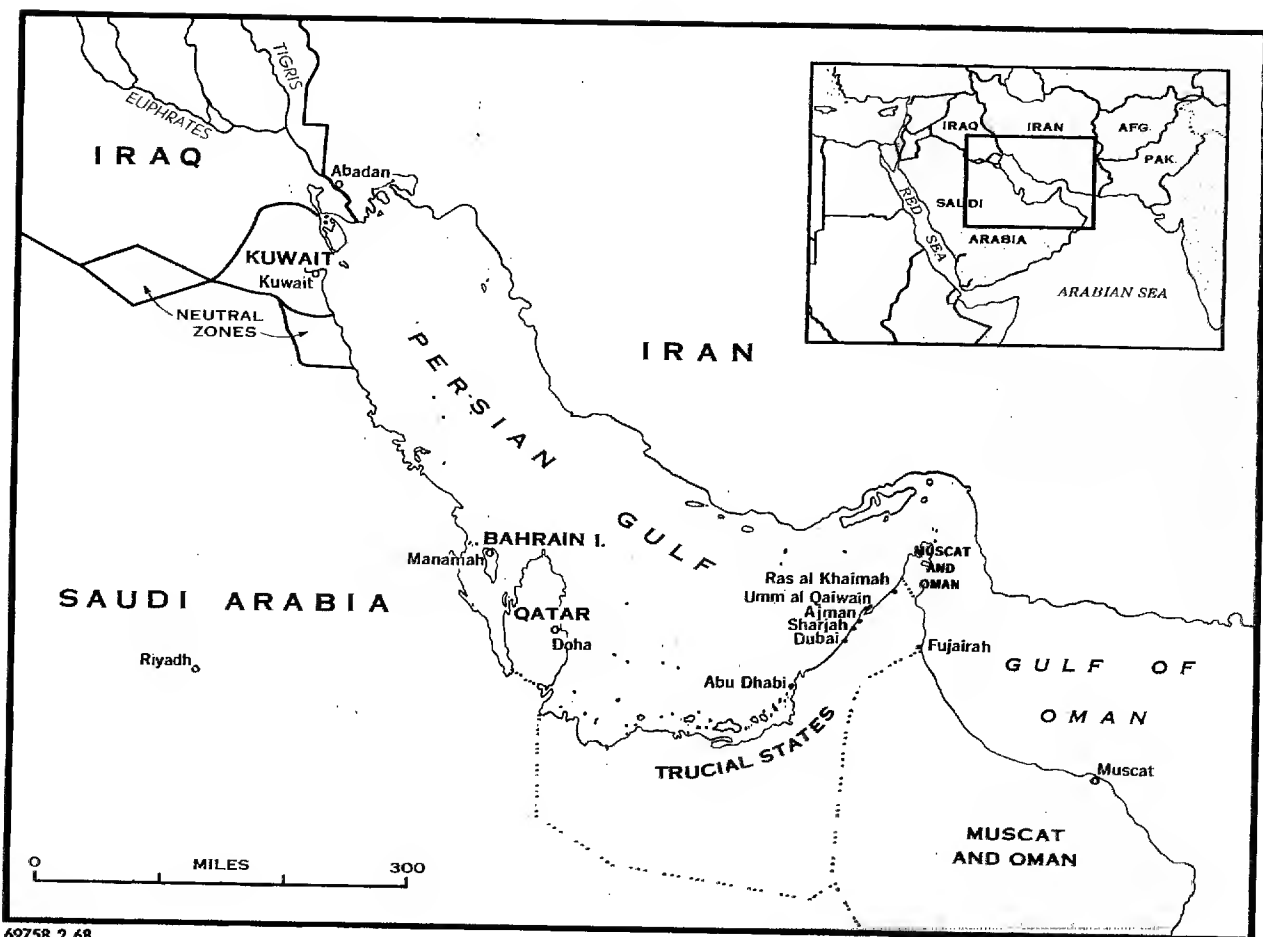 TIGRIS
EUPHRATES
IRAQ
Abadan
KUWAIT
Kuwait
NEUTRAL
ZONES
PERSIAN
GULF
IRAN
IRAQ
IRAN
AFG.
PAK.
SAUDI
ARABIA
RED
SEA
ARABIAN SEA
BAHRAIN I.
Manamah
QATAR
Doha
SAUDI ARABIA
Riyadh
MUSCAT
AND
OMAN
Ras al Khaimah
Umm al Qaiwain
Ajman
Sharjah
Dubai
Fujairah
Abu Dhabi
GULF OF
OMAN
TRUCIAL STATES
Muscat
MUSCAT
AND OMAN
0 MILES 300
69758 2-68